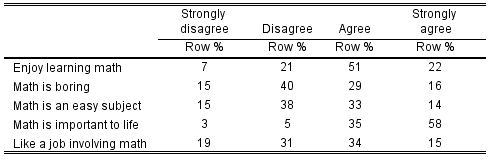 Strongly disagree Disagree Agree Strongly agree
Row % Row % Row % Row %
Enjoy learning math 7 21 51 22
Math is boring 15 40 29 16
Math is an easy subject 15 38 33 14
Math is important to life 3 5 35 58
Like a job involving math 19 31 34 15